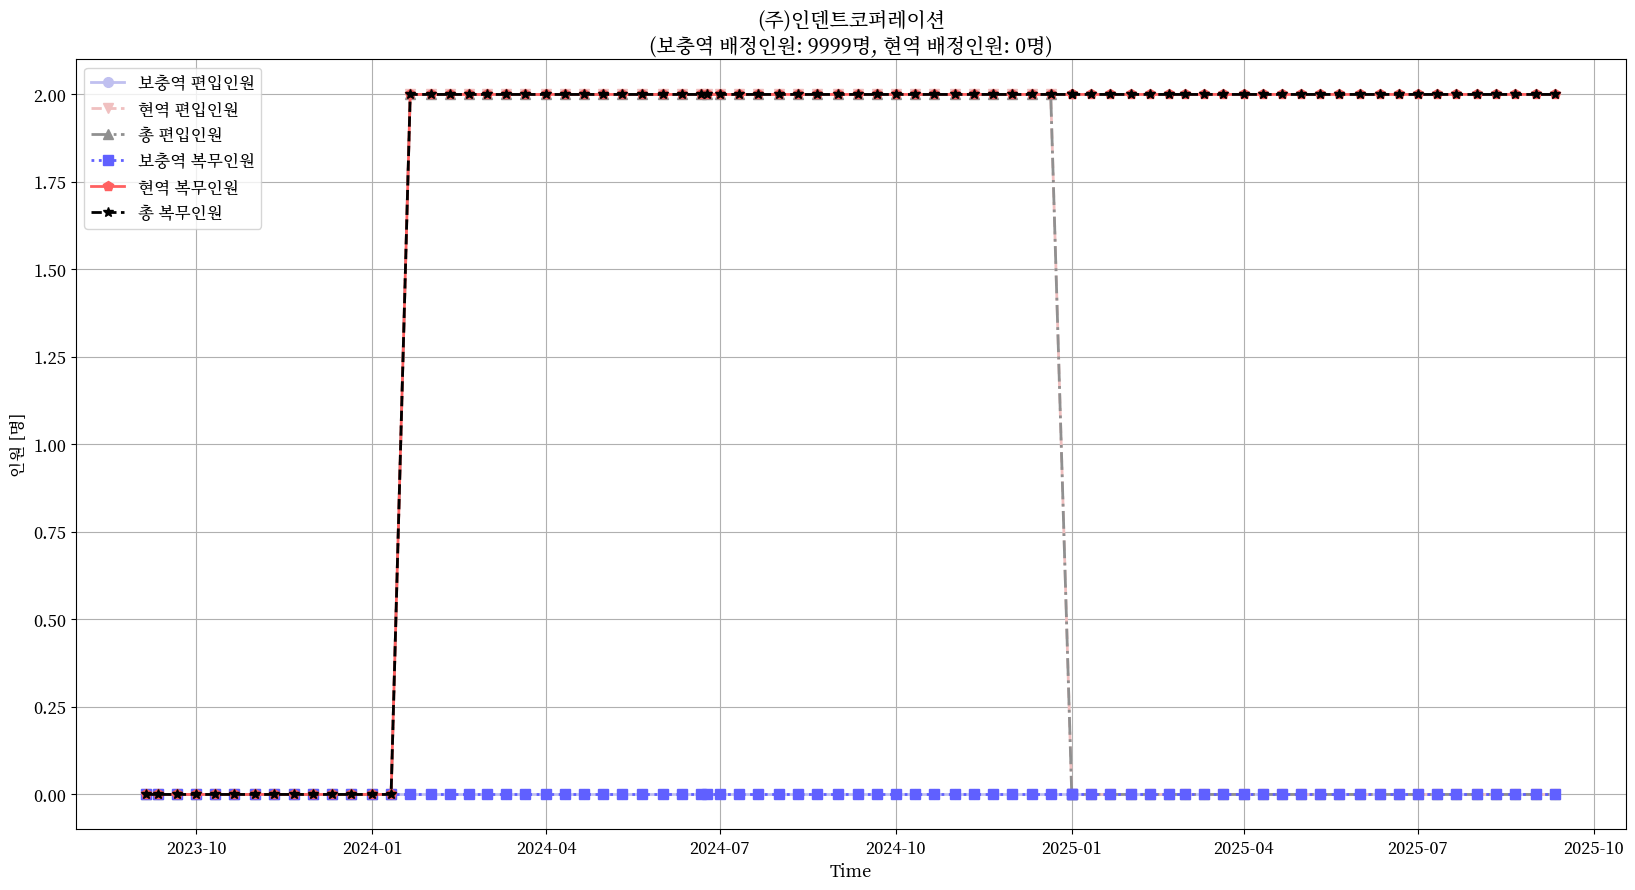 (주)인덴트코퍼레이션
(보충역 배정인원: 9999명, 현역 배정인원: 0명)
보충역 편입인원
현역 편입인원
총 편입인원
보충역 복무인원
현역 복무인원
총 복무인원
인원 [명]
2.00
1.75
1.50
1.25
1.00
0.75
0.50
0.25
0.00
2023-10 2024-01 2024-04 2024-07 2024-10 2025-01 2025-04 2025-07 2025-10
Time